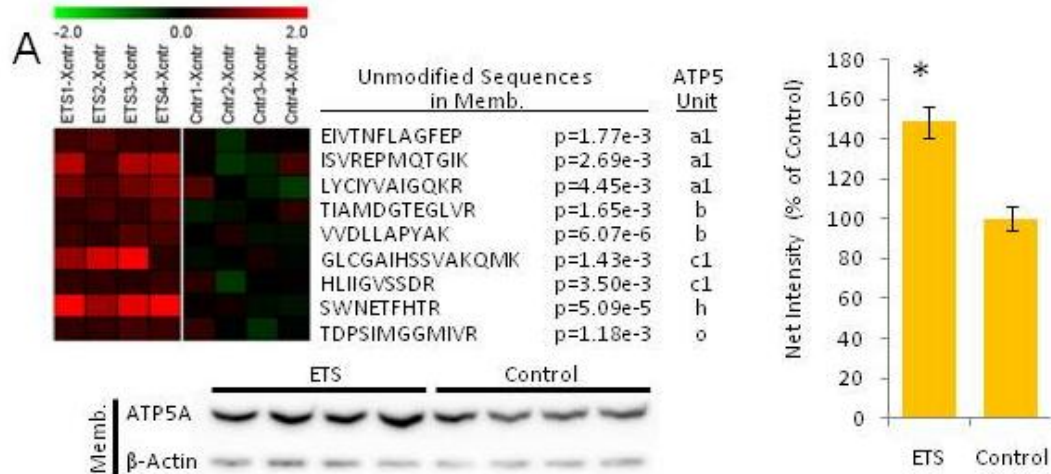 A
-2.0 0.0 2.0
ETS1-Xcntr
ETS2-Xcntr
ETS3-Xcntr
ETS4-Xcntr
Cntr1-Xcntr
Cntr2-Xcntr
Cntr3-Xcntr
Cntr4-Xcntr
Unmodified Sequences
in Memb.
ATP5
Unit
EIVTNFLAGFEP p=1.77e-3 a1
ISVREPMQTGIK p=2.69e-3 a1
LYCIYVAIGQKR p=4.45e-3 a1
TIAMDGTEGLVR p=1.65e-3 b
VVDLLAPYAK p=6.07e-6 b
GLCGAIHSSVAKQMK p=1.43e-3 c1
HLIIGVSSDR p=3.50e-3 c1
SWNETFHTR p=5.09e-5 h
TDPSIMGGMIVR p=1.18e-3 o
ETS Control
Memb.
ATP5A
β-Actin
Net Intensity (% of Control)
180
160
140
120
100
80
60
40
20
0
*
ETS Control